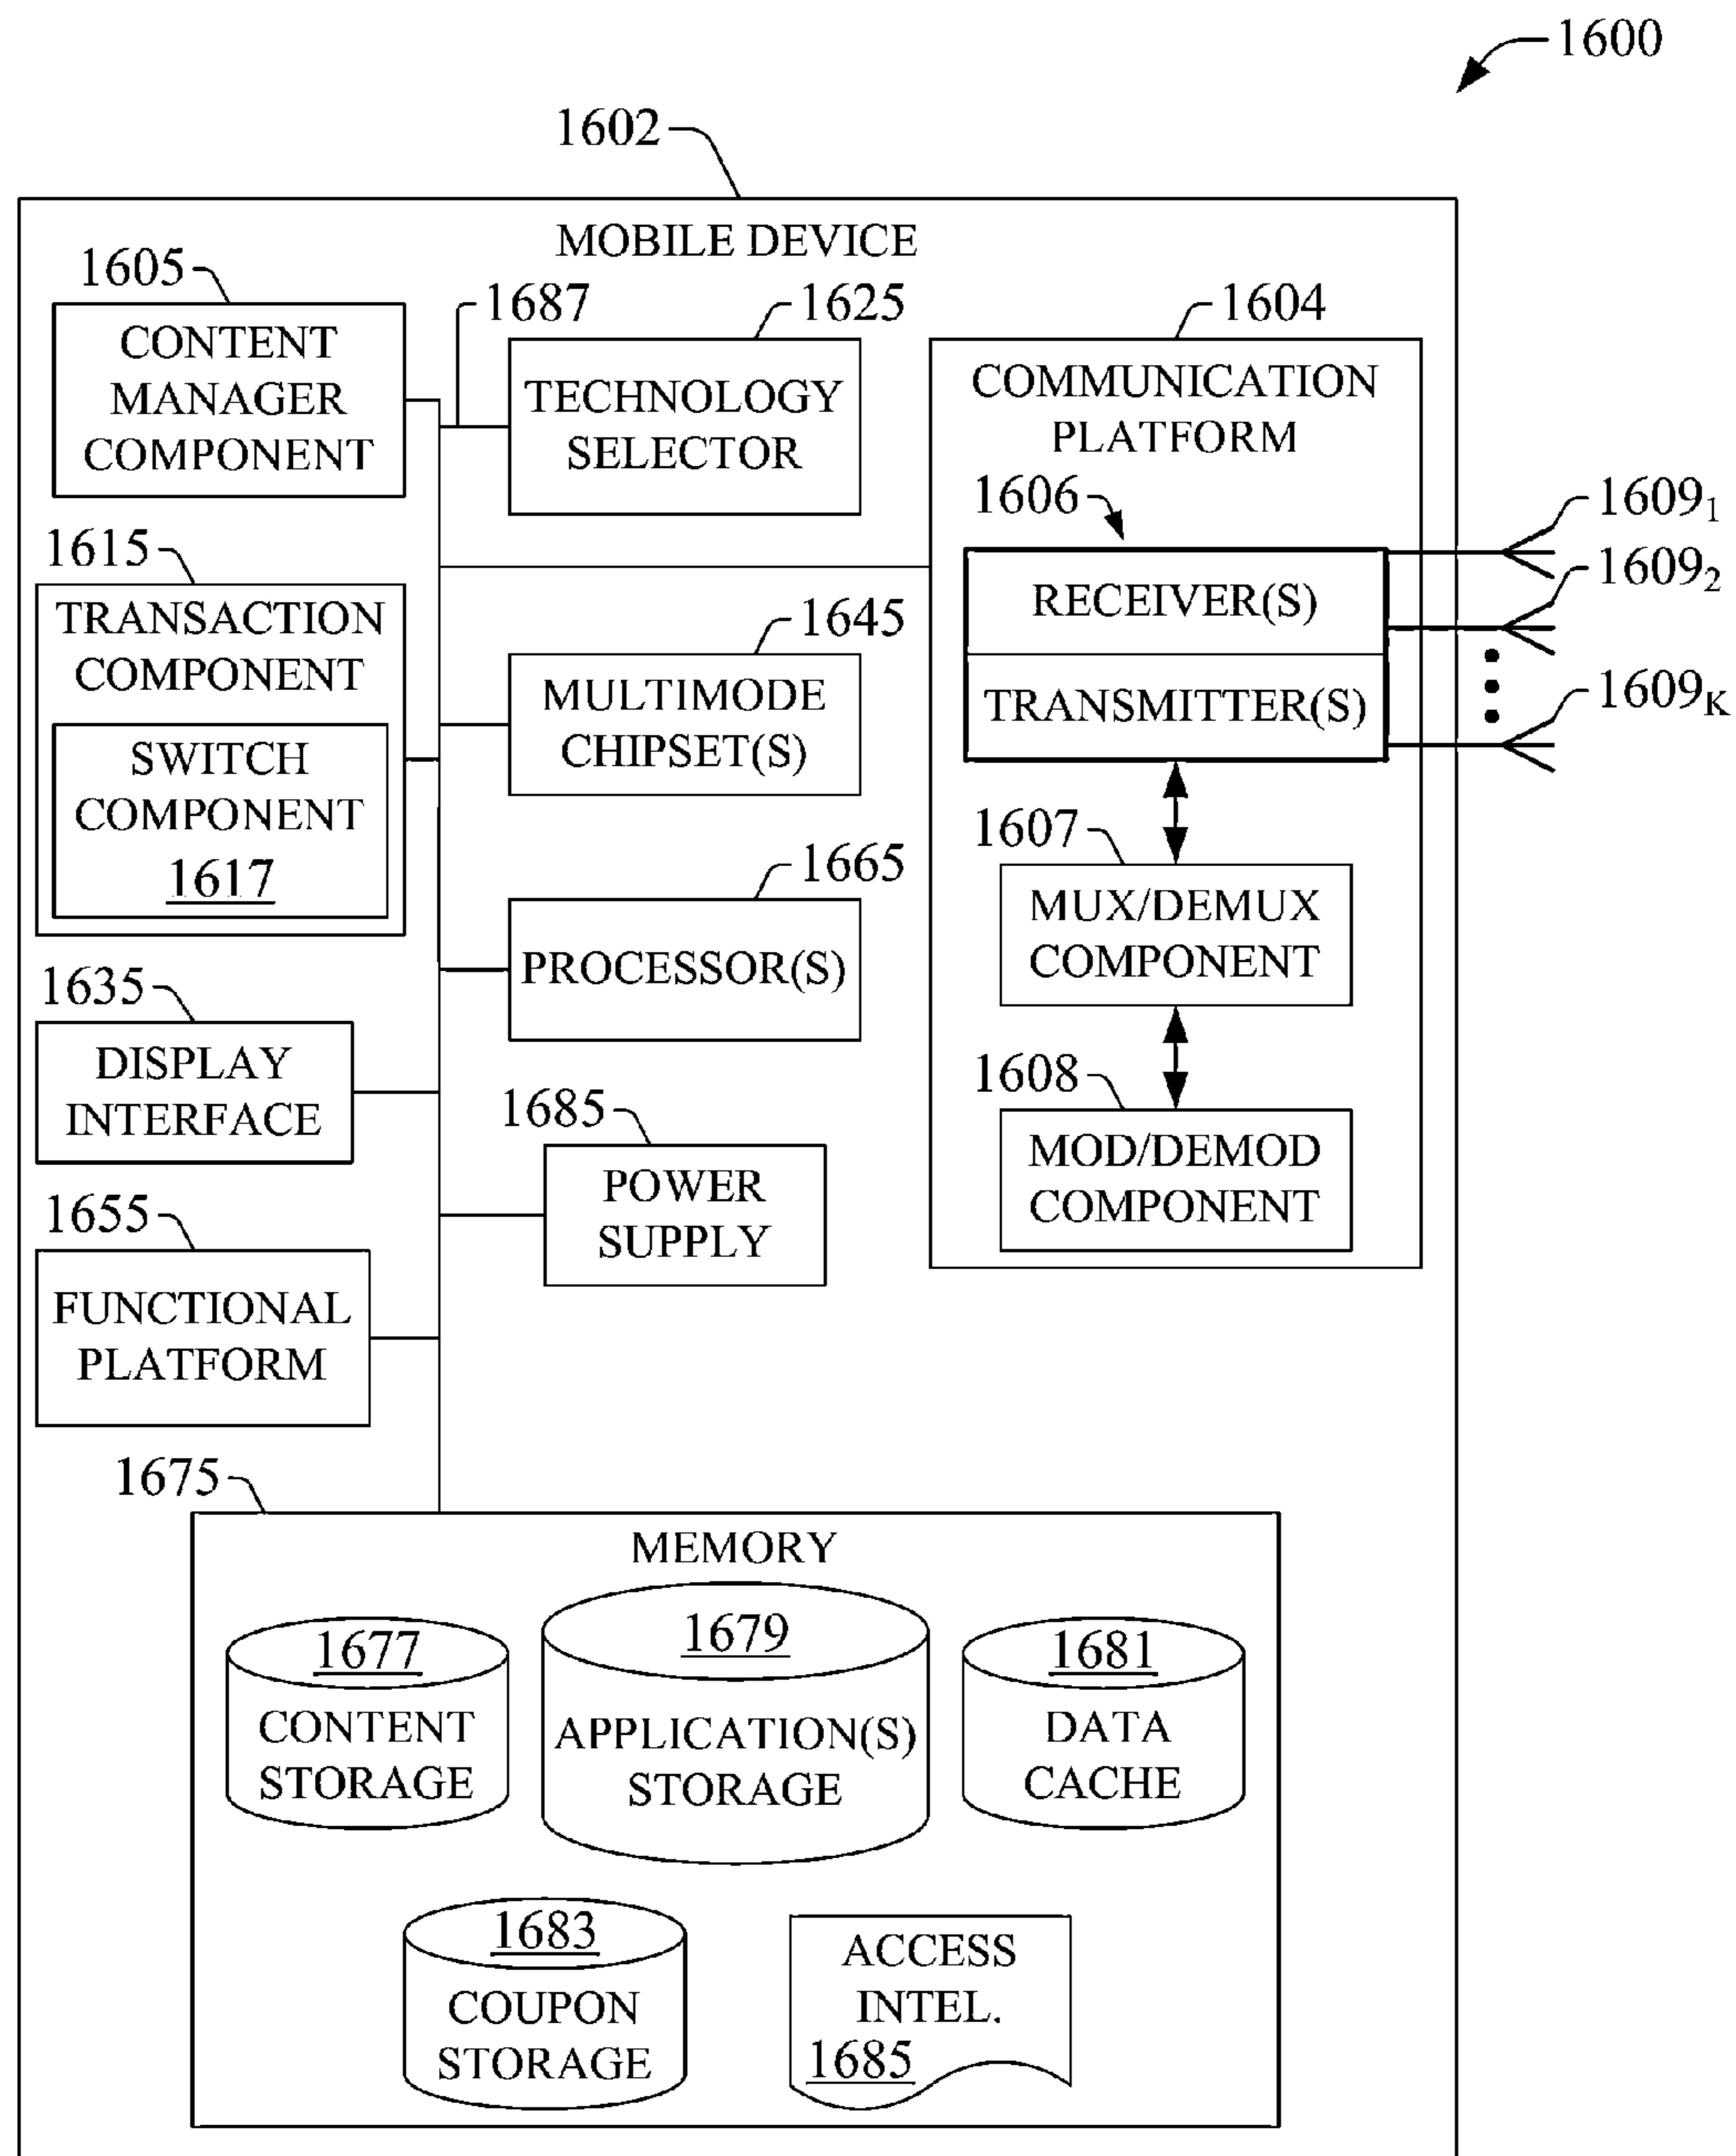 1600
1602
MOBILE DEVICE
1605
CONTENT
MANAGER
COMPONENT
1687
1625
TECHNOLOGY
SELECTOR
1604
COMMUNICATION
PLATFORM
1606
RECEIVER(S)
TRANSMITTER(S)
1609₁
1609₂
1609K
1615
TRANSACTION
COMPONENT
SWITCH
COMPONENT
1617
1645
MULTIMODE
CHIPSET(S)
1607
MUX/DEMUX
COMPONENT
1665
PROCESSOR(S)
1635
DISPLAY
INTERFACE
1608
MOD/DEMOD
COMPONENT
1685
POWER
SUPPLY
1655
FUNCTIONAL
PLATFORM
1675
MEMORY
1677
CONTENT
STORAGE
1679
APPLICATION(S)
STORAGE
1681
DATA
CACHE
1683
COUPON
STORAGE
ACCESS
INTEL.
1685